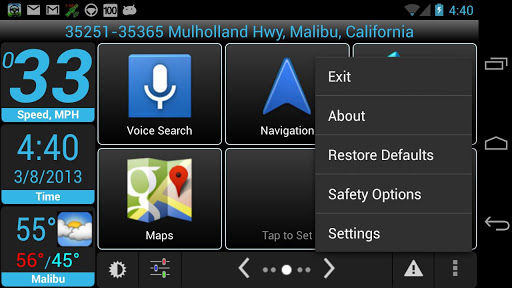 100
4:40
35251-35365 Mulholland Hwy, Malibu, California
033
Speed, MPH
4:40
3/8/2013
Time
55°
56°/45°
Malibu
Voice Search
Navigation
Maps
Tap to Set
Exit
About
Restore Defaults
Safety Options
Settings